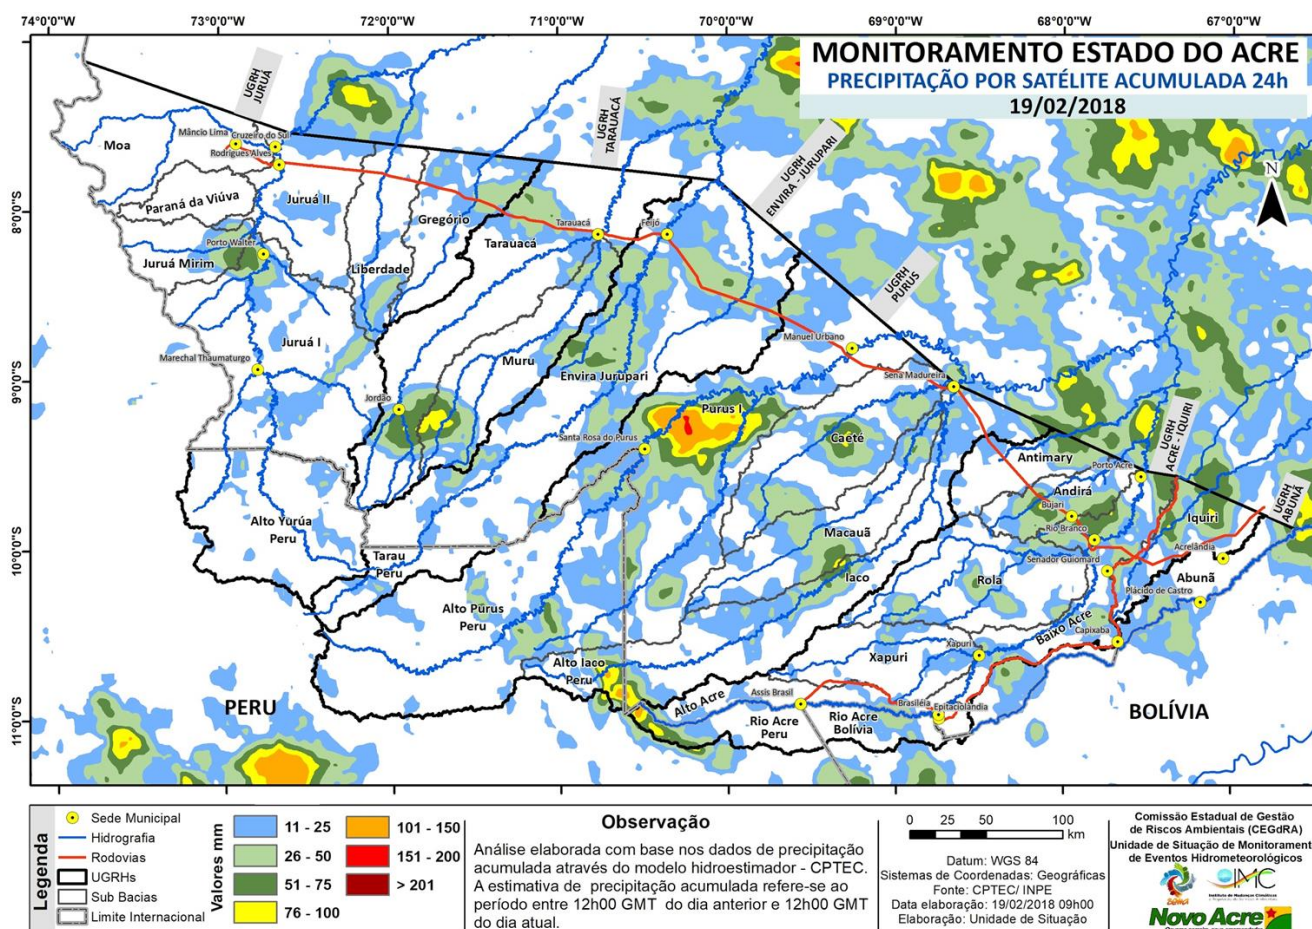 74°0'0"W 73°0'0"W 72°0'0"W 71°0'0"W 70°0'0"W 69°0'0"W 68°0'0"W 67°0'0"W
MONITORAMENTO ESTADO DO ACRE
PRECIPITAÇÃO POR SATÉLITE ACUMULADA 24h
19/02/2018
N
8°0'0"S
9°0'0"S
10°0'0"S
11°0'0"S
UGRH
JURUÁ
UGRH
TARAUACÁ
UGRH
ENVIRA - JURUPARI
UGRH
PURUS
UGRH
ACRE - IQUIRI
UGRH
ABUNÃ
Moa
Mâncio Lima
Cruzeiro do Sul
Rodrigues Alves
Paraná da Viúva
Juruá II
Gregório
Tarauacá
Tarauacá
Feijó
Porto Walter
Juruá Mirim
Liberdade
Juruá I
Marechal Thaumaturgo
Muru
Envira Jurupari
Manuel Urbano
Sena Madureira
Jordão
Purus I
Santa Rosa do Purus
Caeté
Antimary
Porto Acre
Andirá
Bujari
Rio Branco
Iquiri
Acrelândia
Senador Guiomard
Abunã
Plácido de Castro
Alto Yurúa
Peru
Tarau
Peru
Macauã
Iaco
Rola
Alto Purus
Peru
Baixo Acre
Capixaba
Xapuri
Xapuri
Alto Iaco
Peru
Alto Acre
Assis Brasil
Brasiléia
Epitaciolândia
Rio Acre
Peru
Rio Acre
Bolívia
PERU
BOLÍVIA
Legenda
Sede Municipal
Hidrografia
Rodovias
UGRHs
Sub Bacias
Limite Internacional
Valores mm
11 - 25
26 - 50
51 - 75
76 - 100
101 - 150
151 - 200
> 201
Observação
Análise elaborada com base nos dados de precipitação
acumulada através do modelo hidroestimador - CPTEC.
A estimativa de precipitação acumulada refere-se ao
período entre 12h00 GMT do dia anterior e 12h00 GMT
do dia atual.
0 25 50 100
km
Datum: WGS 84
Sistemas de Coordenadas: Geográficas
Fonte: CPTEC/ INPE
Data elaboração: 19/02/2018 09h00
Elaboração: Unidade de Situação
Comissão Estadual de Gestão
de Riscos Ambientais (CEGdRA)
Unidade de Situação de Monitorament
de Eventos Hidrometeorológicos
IMC
Novo Acre